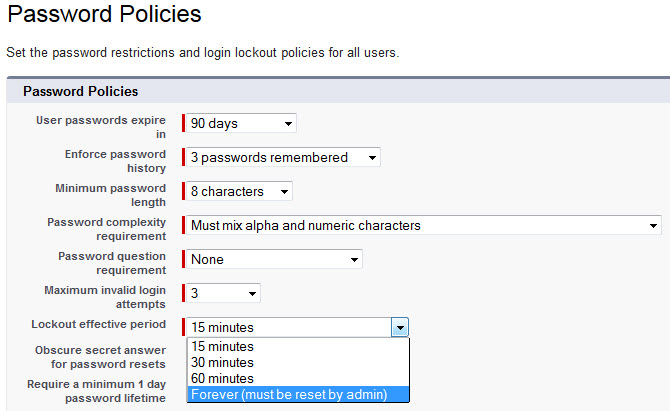 Password Policies
Set the password restrictions and login lockout policies for all users.
Password Policies
User passwords expire
in
90 days
Enforce password
history
3 passwords remembered
Minimum password
length
8 characters
Password complexity
requirement
Must mix alpha and numeric characters
Password question
requirement
None
Maximum invalid login
attempts
3
Lockout effective period
15 minutes
15 minutes
30 minutes
60 minutes
Forever (must be reset by admin)
Obscure secret answer
for password resets
Require a minimum 1 day
password lifetime